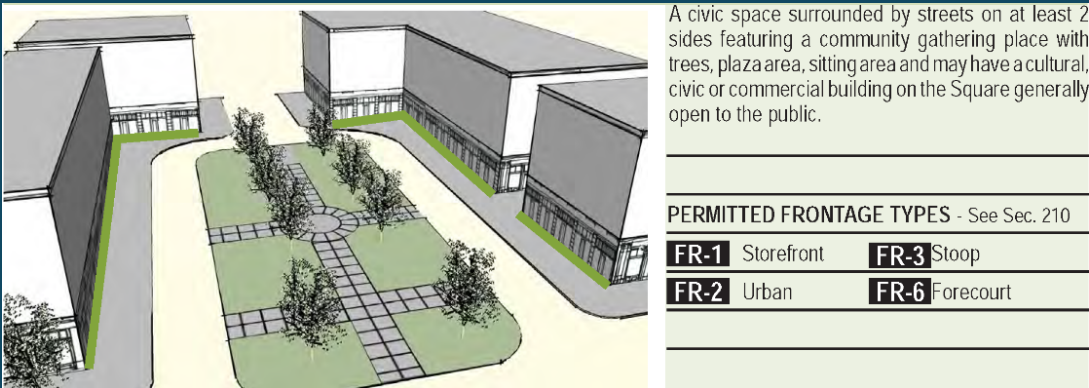 A civic space surrounded by streets on at least 2
sides featuring a community gathering place with
trees, plaza area, sitting area and may have a cultural,
civic or commercial building on the Square generally
open to the public.
PERMITTED FRONTAGE TYPES - See Sec. 210
FR-1 Storefront FR-3 Stoop
FR-2 Urban FR-6 Forecourt